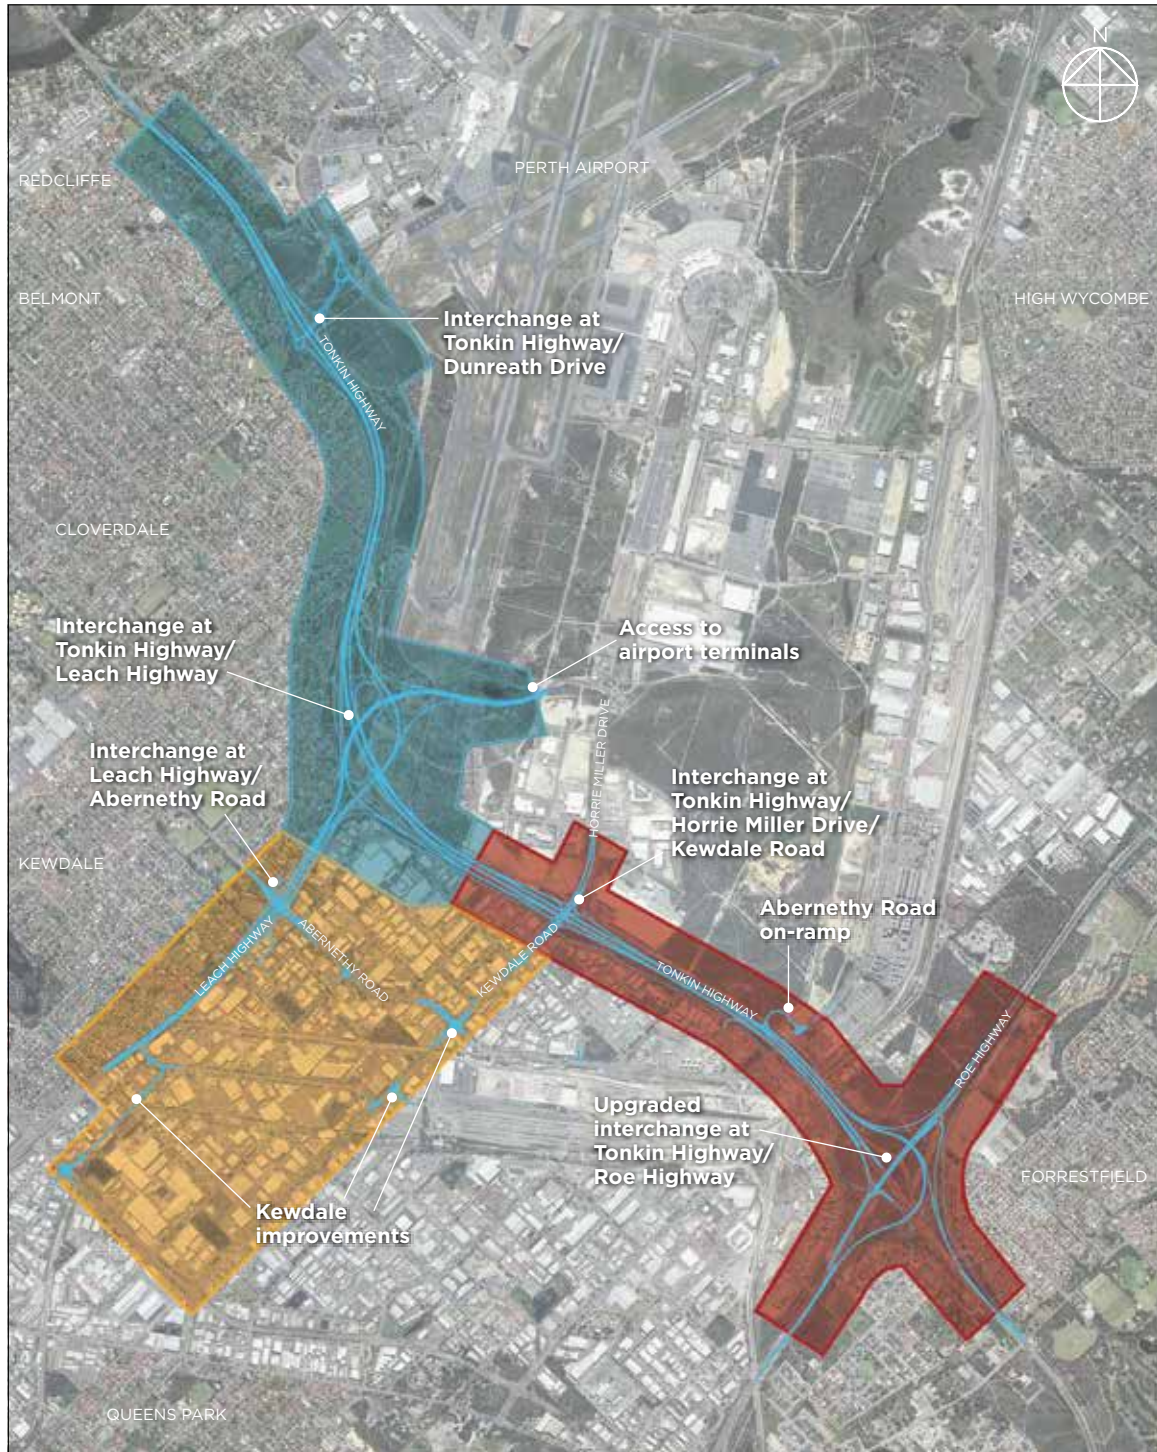 N
PERTH AIRPORT
REDCLIFFE
BELMONT
HIGH WYCOMBE
Interchange at
Tonkin Highway/
Dunreath Drive
TONKIN HIGHWAY
CLOVERDALE
Interchange at
Tonkin Highway/
Leach Highway
Access to
airport terminals
HORRIE MILLER DRIVE
Interchange at
Leach Highway/
Abernethy Road
Interchange at
Tonkin Highway/
Horrie Miller Drive/
Kewdale Road
KEWDALE
Abernethy Road
on-ramp
LEACH HIGHWAY
ABERNETHY ROAD
KEWDALE ROAD
TONKIN HIGHWAY
ROE HIGHWAY
Upgraded
interchange at
Tonkin Highway/
Roe Highway
FORRESTFIELD
Kewdale
improvements
QUEENS PARK